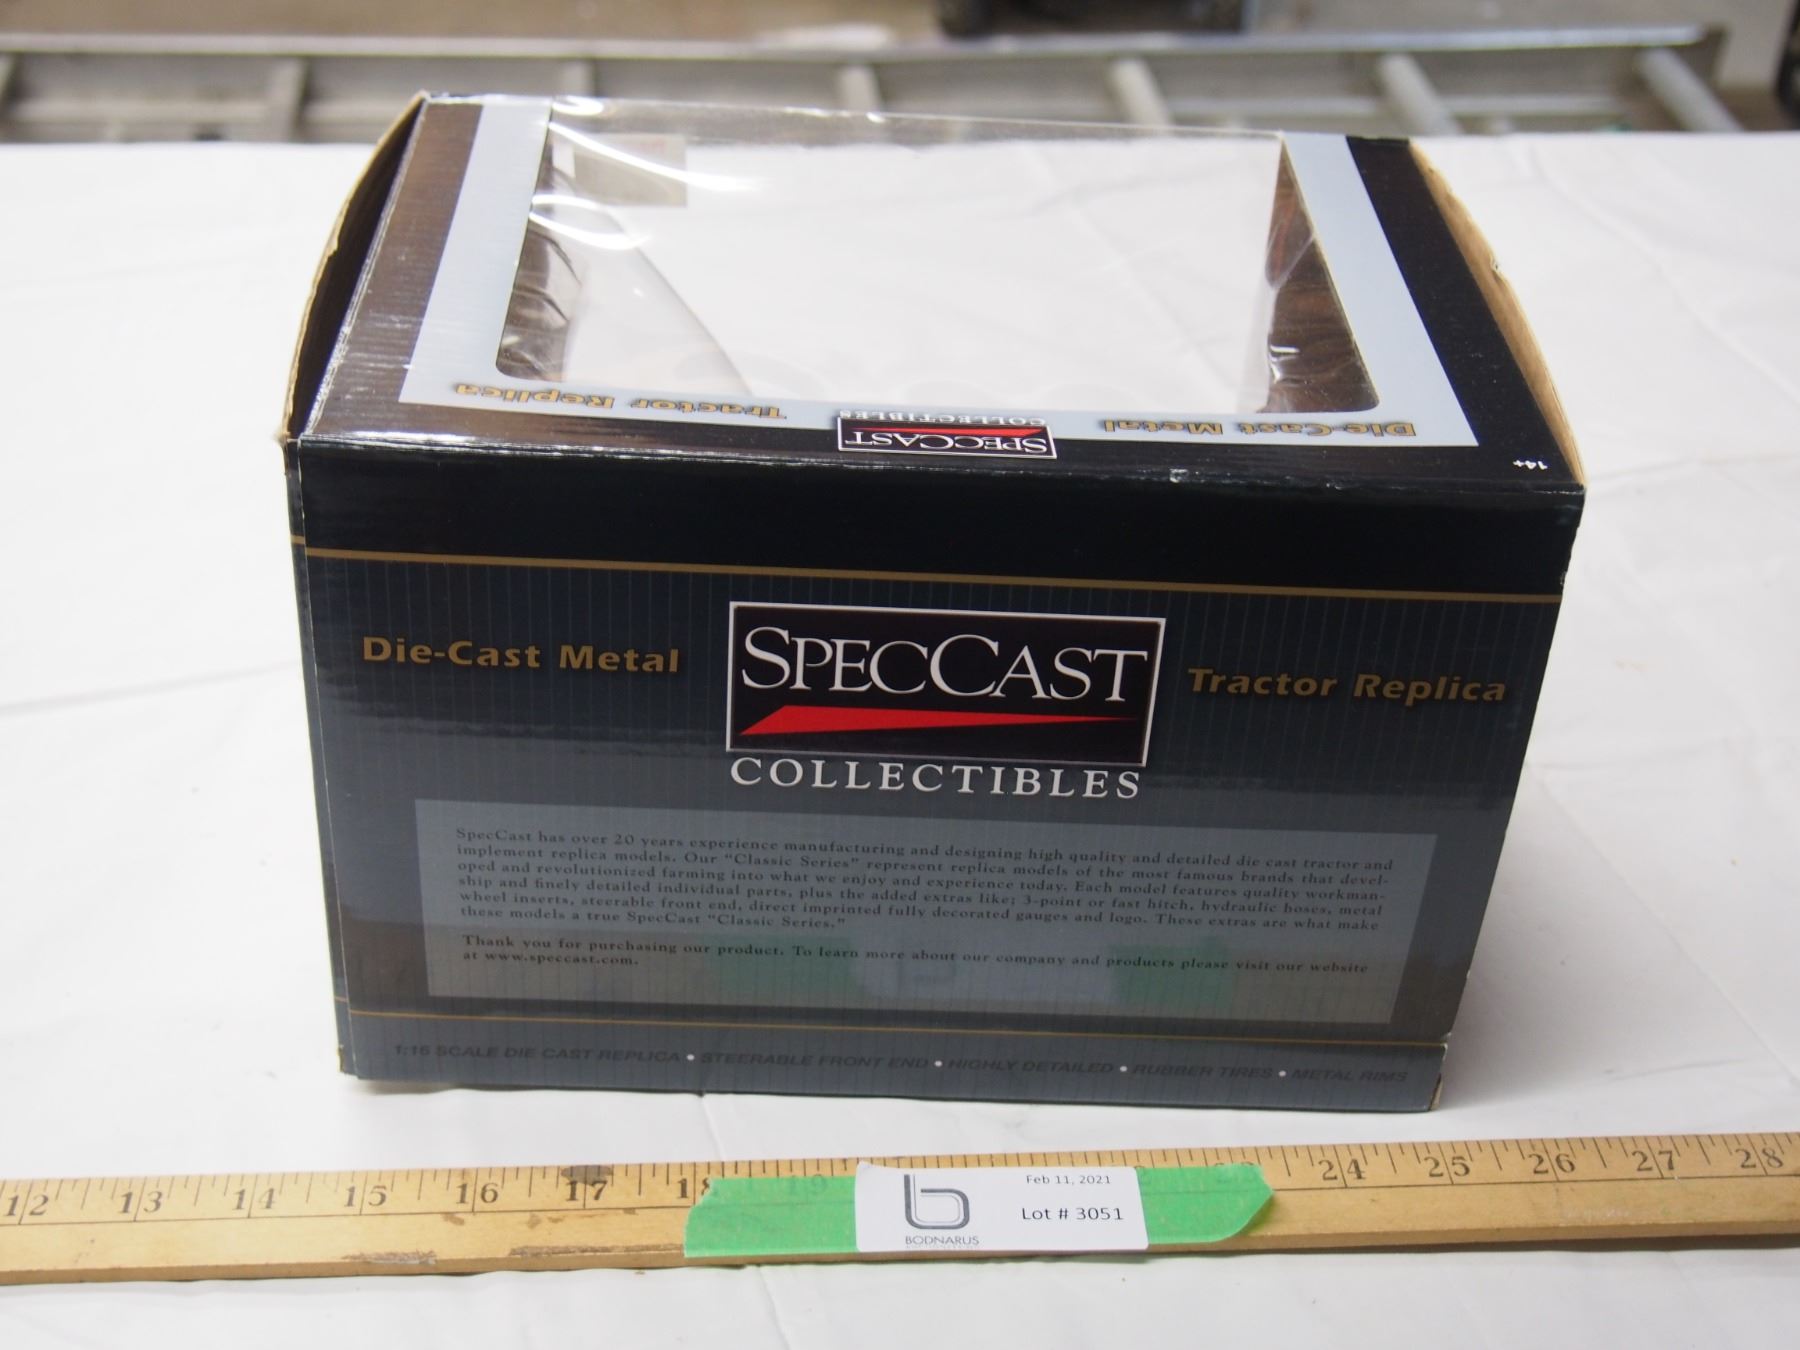 Tractor Replica
COLLECTIBLES
SPECCAST
Die-Cast Metal
14+
Die-Cast Metal
SPECCAST
COLLECTIBLES
Tractor Replica
SpecCast has over 20 years experience manufacturing and designing high quality and detailed die cast tractor and
implement replica models. Our "Classic Series" represent replica models of the most famous brands that devel-
oped and revolutionized farming into what we enjoy and experience today. Each model features quality workman-
ship and finely detailed individual parts, plus the added extras like; 3-point or fast hitch, hydraulic hoses, metal
wheel inserts, steerable front end, direct imprinted fully decorated gauges and logo. These extras are what make
these models a true SpecCast "Classic Series."
Thank you for purchasing our product. To learn more about our company and products please visit our website
at www.speccast.com.
1:16 SCALE DIE CAST REPLICA • STEERABLE FRONT END • HIGHLY DETAILED • RUBBER TIRES • METAL RIMS
12 13 14 15 16 17 18 19 23 24 25 26 27 28
b
BODNARUS
Feb 11, 2021
Lot # 3051